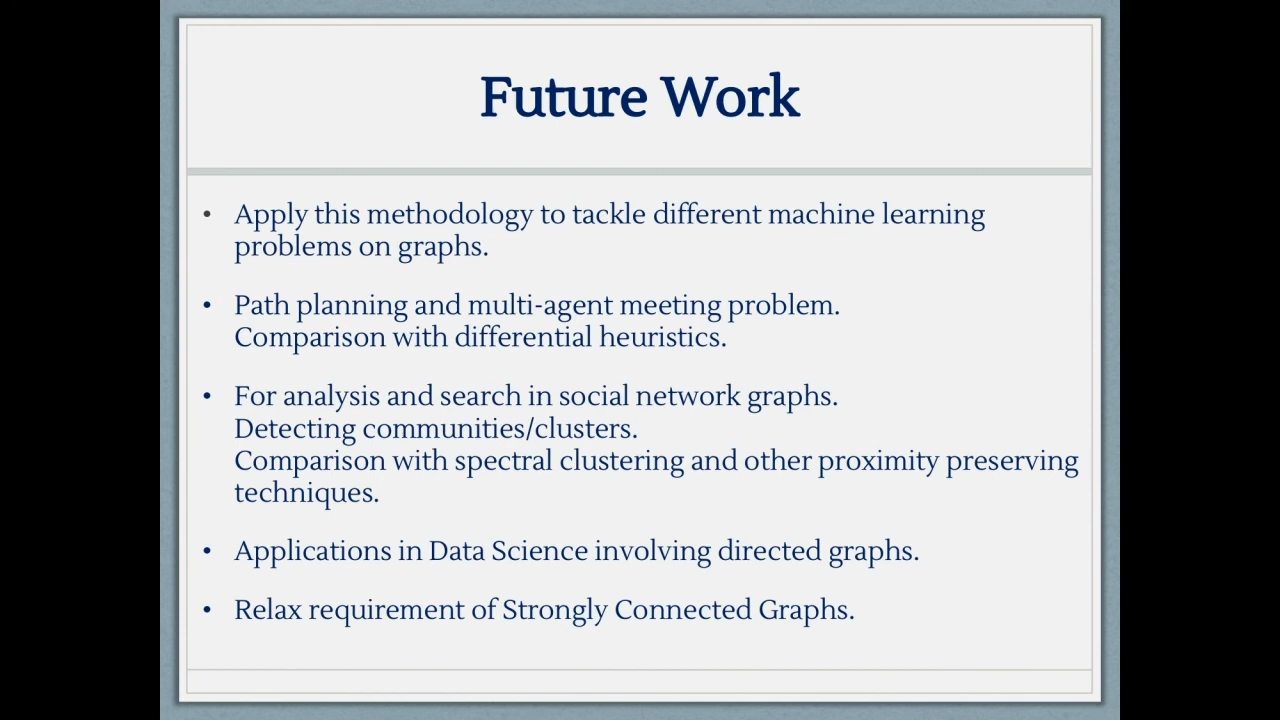 Future Work
• Apply this methodology to tackle different machine learning
problems on graphs.
• Path planning and multi-agent meeting problem.
Comparison with differential heuristics.
• For analysis and search in social network graphs.
Detecting communities/clusters.
Comparison with spectral clustering and other proximity preserving
techniques.
• Applications in Data Science involving directed graphs.
• Relax requirement of Strongly Connected Graphs.